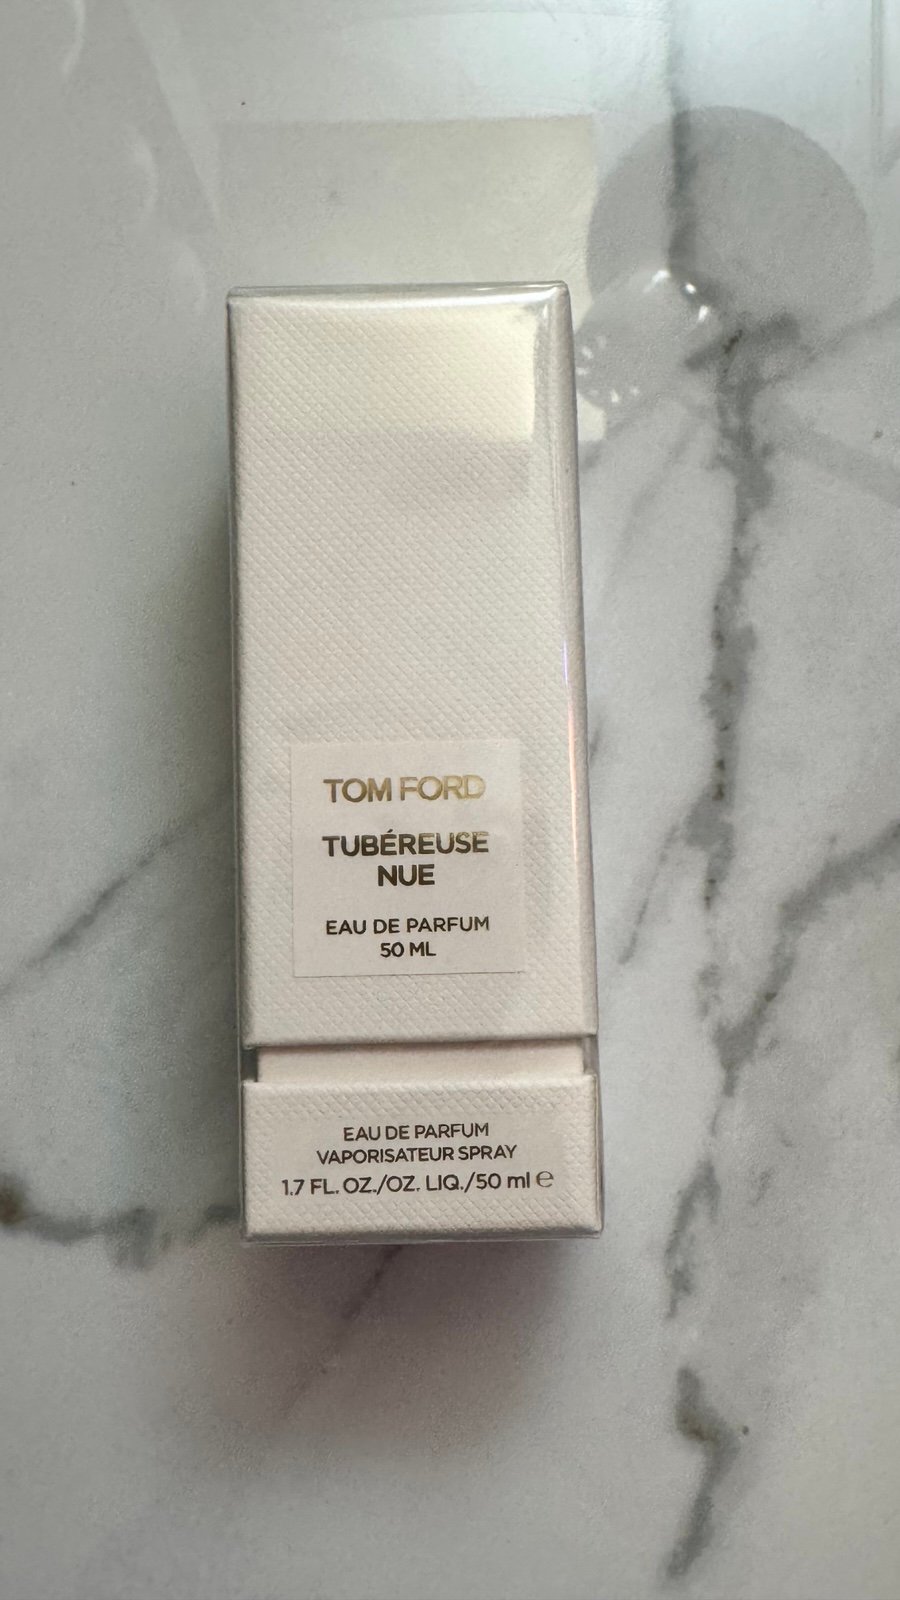 TOM FORD
TUBÉREUSE
NUE
EAU DE PARFUM
50 ML
EAU DE PARFUM
VAPORISATEUR SPRAY
1.7 FL. OZ./OZ. LIQ./50 ml ℮